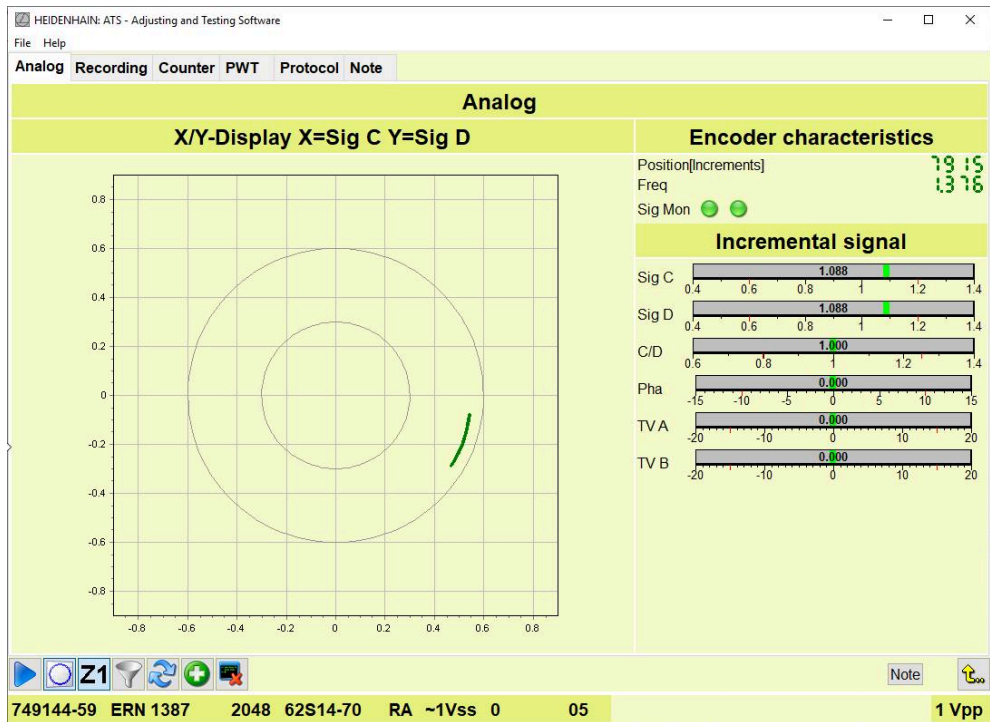 HEIDENHAIN: ATS - Adjusting and Testing Software
File Help
Analog Recording Counter PWT Protocol Note
Analog
X/Y-Display X=Sig C Y=Sig D
0.8
0.6
0.4
0.2
0
-0.2
-0.4
-0.6
-0.8
-0.8 -0.6 -0.4 -0.2 0 0.2 0.4 0.6 0.8
Encoder characteristics
Position[Increments] 7915
Freq 1.376
Sig Mon
Incremental signal
Sig C 1.088
0.4 0.6 0.8 1 1.2 1.4
Sig D 1.088
0.4 0.6 0.8 1 1.2 1.4
C/D 1.000
0.6 0.8 1 1.2 1.4
Pha 0.000
-15 -10 -5 0 5 10 15
TV A 0.000
-20 -10 0 10 20
TV B 0.000
-20 -10 0 10 20
Z1
Note
749144-59 ERN 1387 2048 62S14-70 RA ~1Vss 0 05 1 Vpp